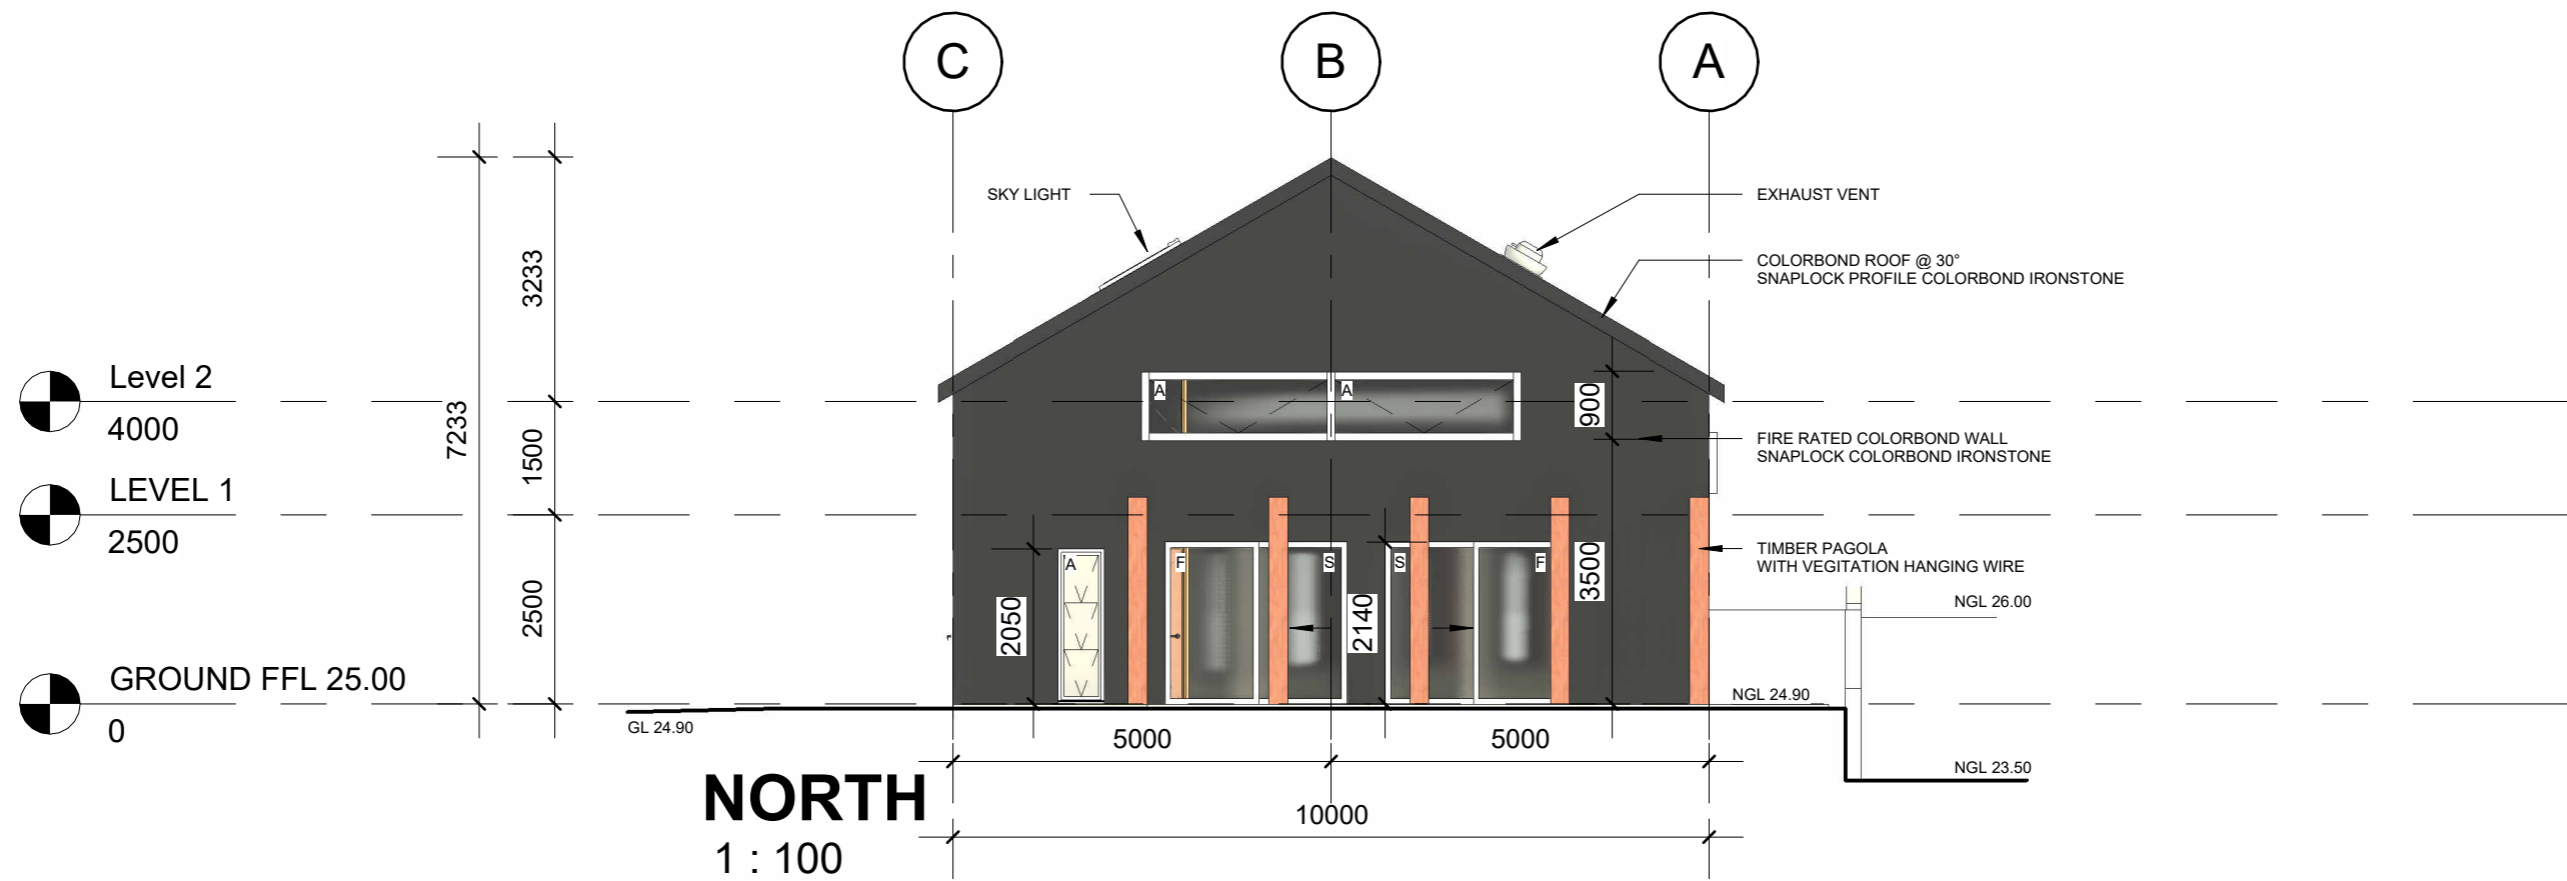 C
B
A
SKY LIGHT
EXHAUST VENT
COLORBOND ROOF @ 30°
SNAPLOCK PROFILE COLORBOND IRONSTONE
3233
7233
1500
2500
Level 2
4000
LEVEL 1
2500
GROUND FFL 25.00
0
A
A
900
FIRE RATED COLORBOND WALL
SNAPLOCK COLORBOND IRONSTONE
A
F
S
S
F
3500
2050
2140
TIMBER PAGOLA
WITH VEGITATION HANGING WIRE
NGL 26.00
NGL 24.90
GL 24.90
NGL 23.50
5000
5000
10000
NORTH
1 : 100